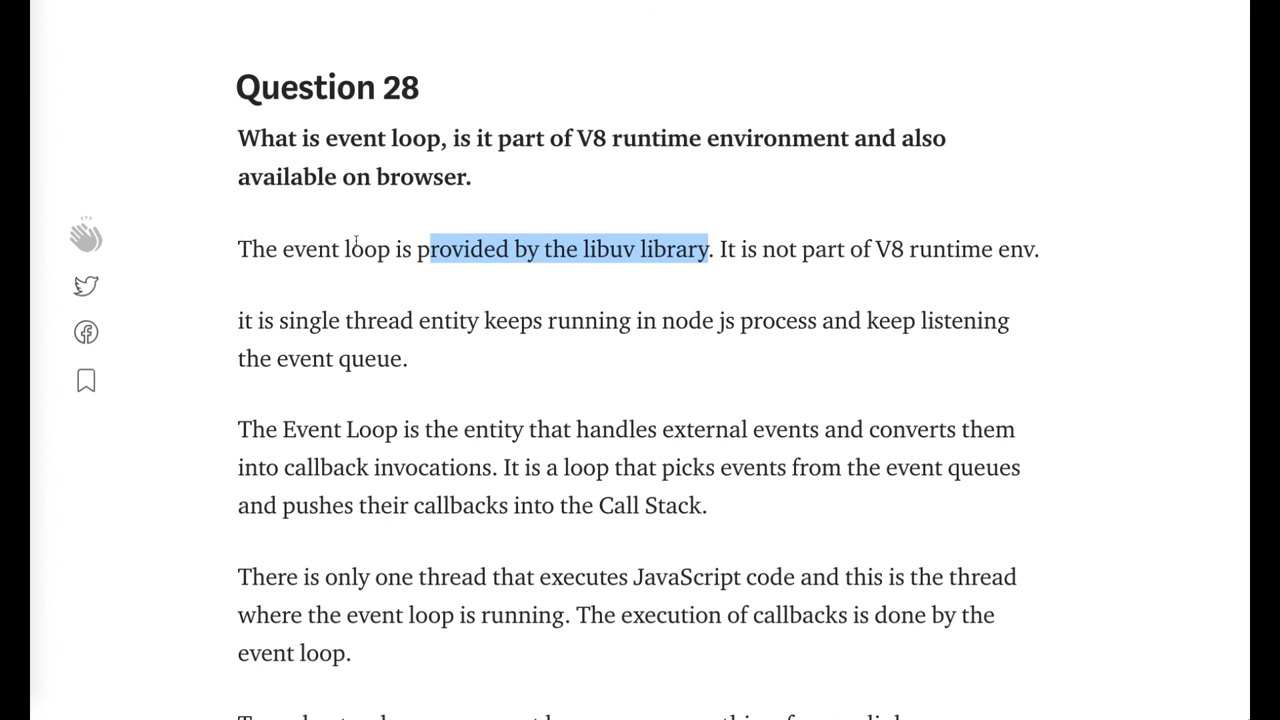 Question 28
What is event loop, is it part of V8 runtime environment and also
available on browser.
The event loop is provided by the libuv library. It is not part of V8 runtime env.
it is single thread entity keeps running in node js process and keep listening
the event queue.
The Event Loop is the entity that handles external events and converts them
into callback invocations. It is a loop that picks events from the event queues
and pushes their callbacks into the Call Stack.
There is only one thread that executes JavaScript code and this is the thread
where the event loop is running. The execution of callbacks is done by the
event loop.